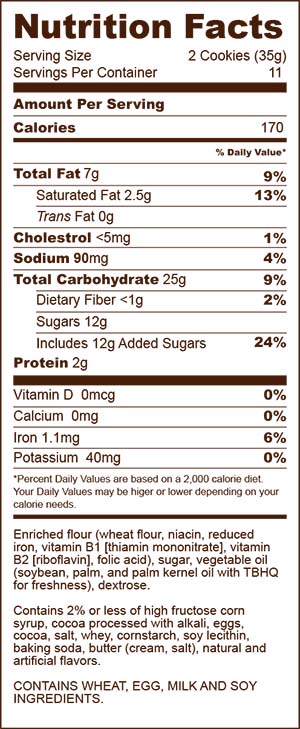 Nutrition Facts
Serving Size 2 Cookies (35g)
Servings Per Container 11
Amount Per Serving
Calories 170
% Daily Value*
Total Fat 7g 9%
Saturated Fat 2.5g 13%
Trans Fat 0g
Cholestrol <5mg 1%
Sodium 90mg 4%
Total Carbohydrate 25g 9%
Dietary Fiber <1g 2%
Sugars 12g
Includes 12g Added Sugars 24%
Protein 2g
Vitamin D 0mcg 0%
Calcium 0mg 0%
Iron 1.1mg 6%
Potassium 40mg 0%
*Percent Daily Values are based on a 2,000 calorie diet.
Your Daily Values may be higer or lower depending on your
calorie needs.
Enriched flour (wheat flour, niacin, reduced
iron, vitamin B1 [thiamin mononitrate], vitamin
B2 [riboflavin], folic acid), sugar, vegetable oil
(soybean, palm, and palm kernel oil with TBHQ
for freshness), dextrose.
Contains 2% or less of high fructose corn
syrup, cocoa processed with alkali, eggs,
cocoa, salt, whey, cornstarch, soy lecithin,
baking soda, butter (cream, salt), natural and
artificial flavors.
CONTAINS WHEAT, EGG, MILK AND SOY
INGREDIENTS.